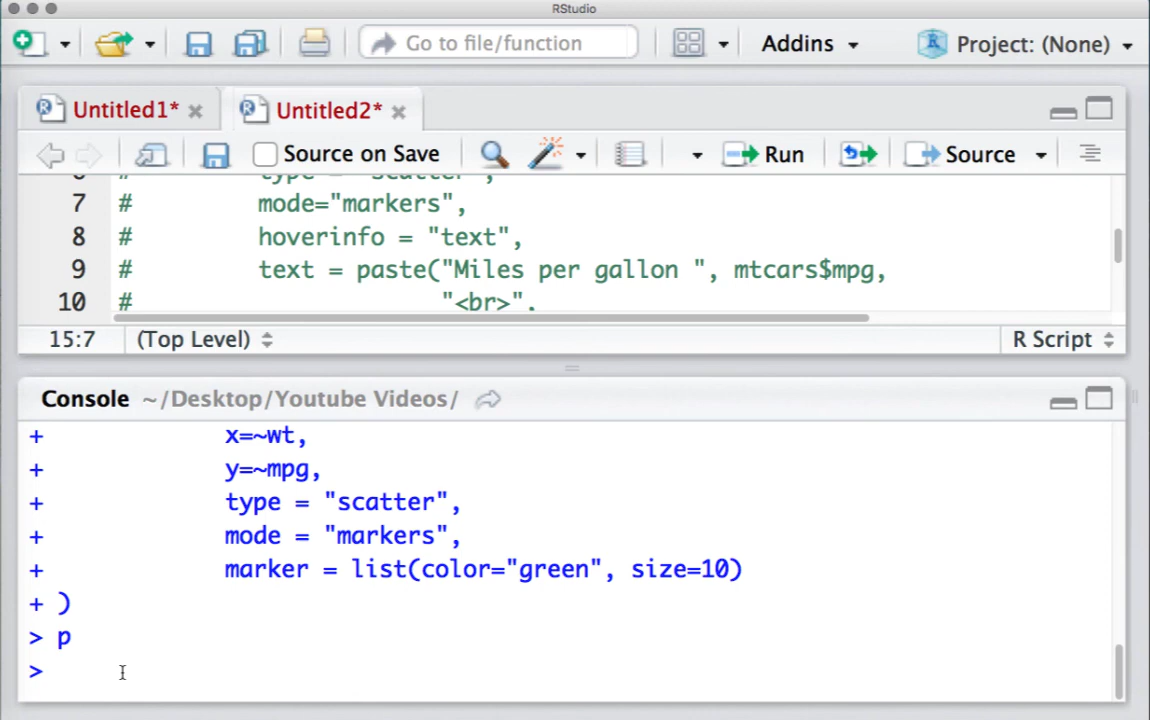 RStudio
Go to file/function
Addins
Project: (None)
Untitled1*
Untitled2*
Source on Save
Run
Source
# type = "scatter",
7 # mode="markers",
8 # hoverinfo = "text",
9 # text = paste("Miles per gallon ", mtcars$mpg,
10 # "<br>",
15:7
(Top Level)
R Script
Console ~/Desktop/Youtube Videos/
+ x=~wt,
+ y=~mpg,
+ type = "scatter",
+ mode = "markers",
+ marker = list(color="green", size=10)
+ )
> p
>